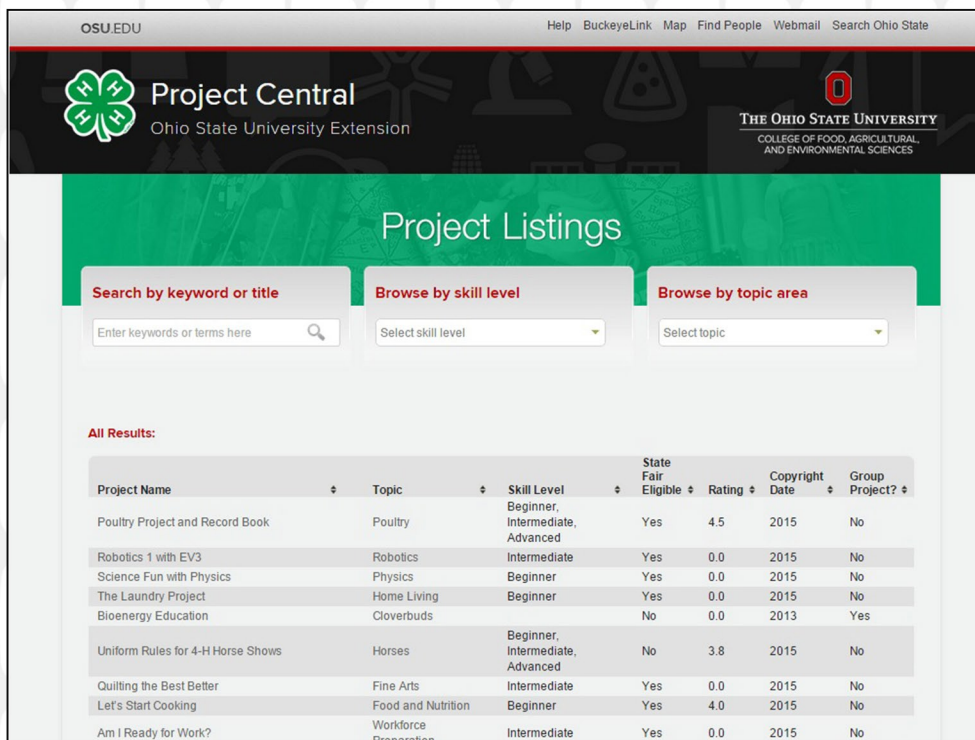 OSU.EDU
Help BuckeyeLink Map Find People Webmail Search Ohio State
H H H H
Project Central
Ohio State University Extension
THE OHIO STATE UNIVERSITY
COLLEGE OF FOOD, AGRICULTURAL,
AND ENVIRONMENTAL SCIENCES
Project Listings
Search by keyword or title
Enter keywords or terms here
Browse by skill level
Select skill level
Browse by topic area
Select topic
All Results:
Project Name Topic Skill Level State Fair Eligible Rating Copyright Date Group Project?
Poultry Project and Record Book Poultry Beginner, Intermediate, Advanced Yes 4.5 2015 No
Robotics 1 with EV3 Robotics Intermediate Yes 0.0 2015 No
Science Fun with Physics Physics Beginner Yes 0.0 2015 No
The Laundry Project Home Living Beginner Yes 0.0 2015 No
Bioenergy Education Cloverbuds No 0.0 2013 Yes
Uniform Rules for 4-H Horse Shows Horses Beginner, Intermediate, Advanced No 3.8 2015 No
Quilting the Best Better Fine Arts Intermediate Yes 0.0 2015 No
Let's Start Cooking Food and Nutrition Beginner Yes 4.0 2015 No
Am I Ready for Work? Workforce Preparation Intermediate Yes 0.0 2015 No